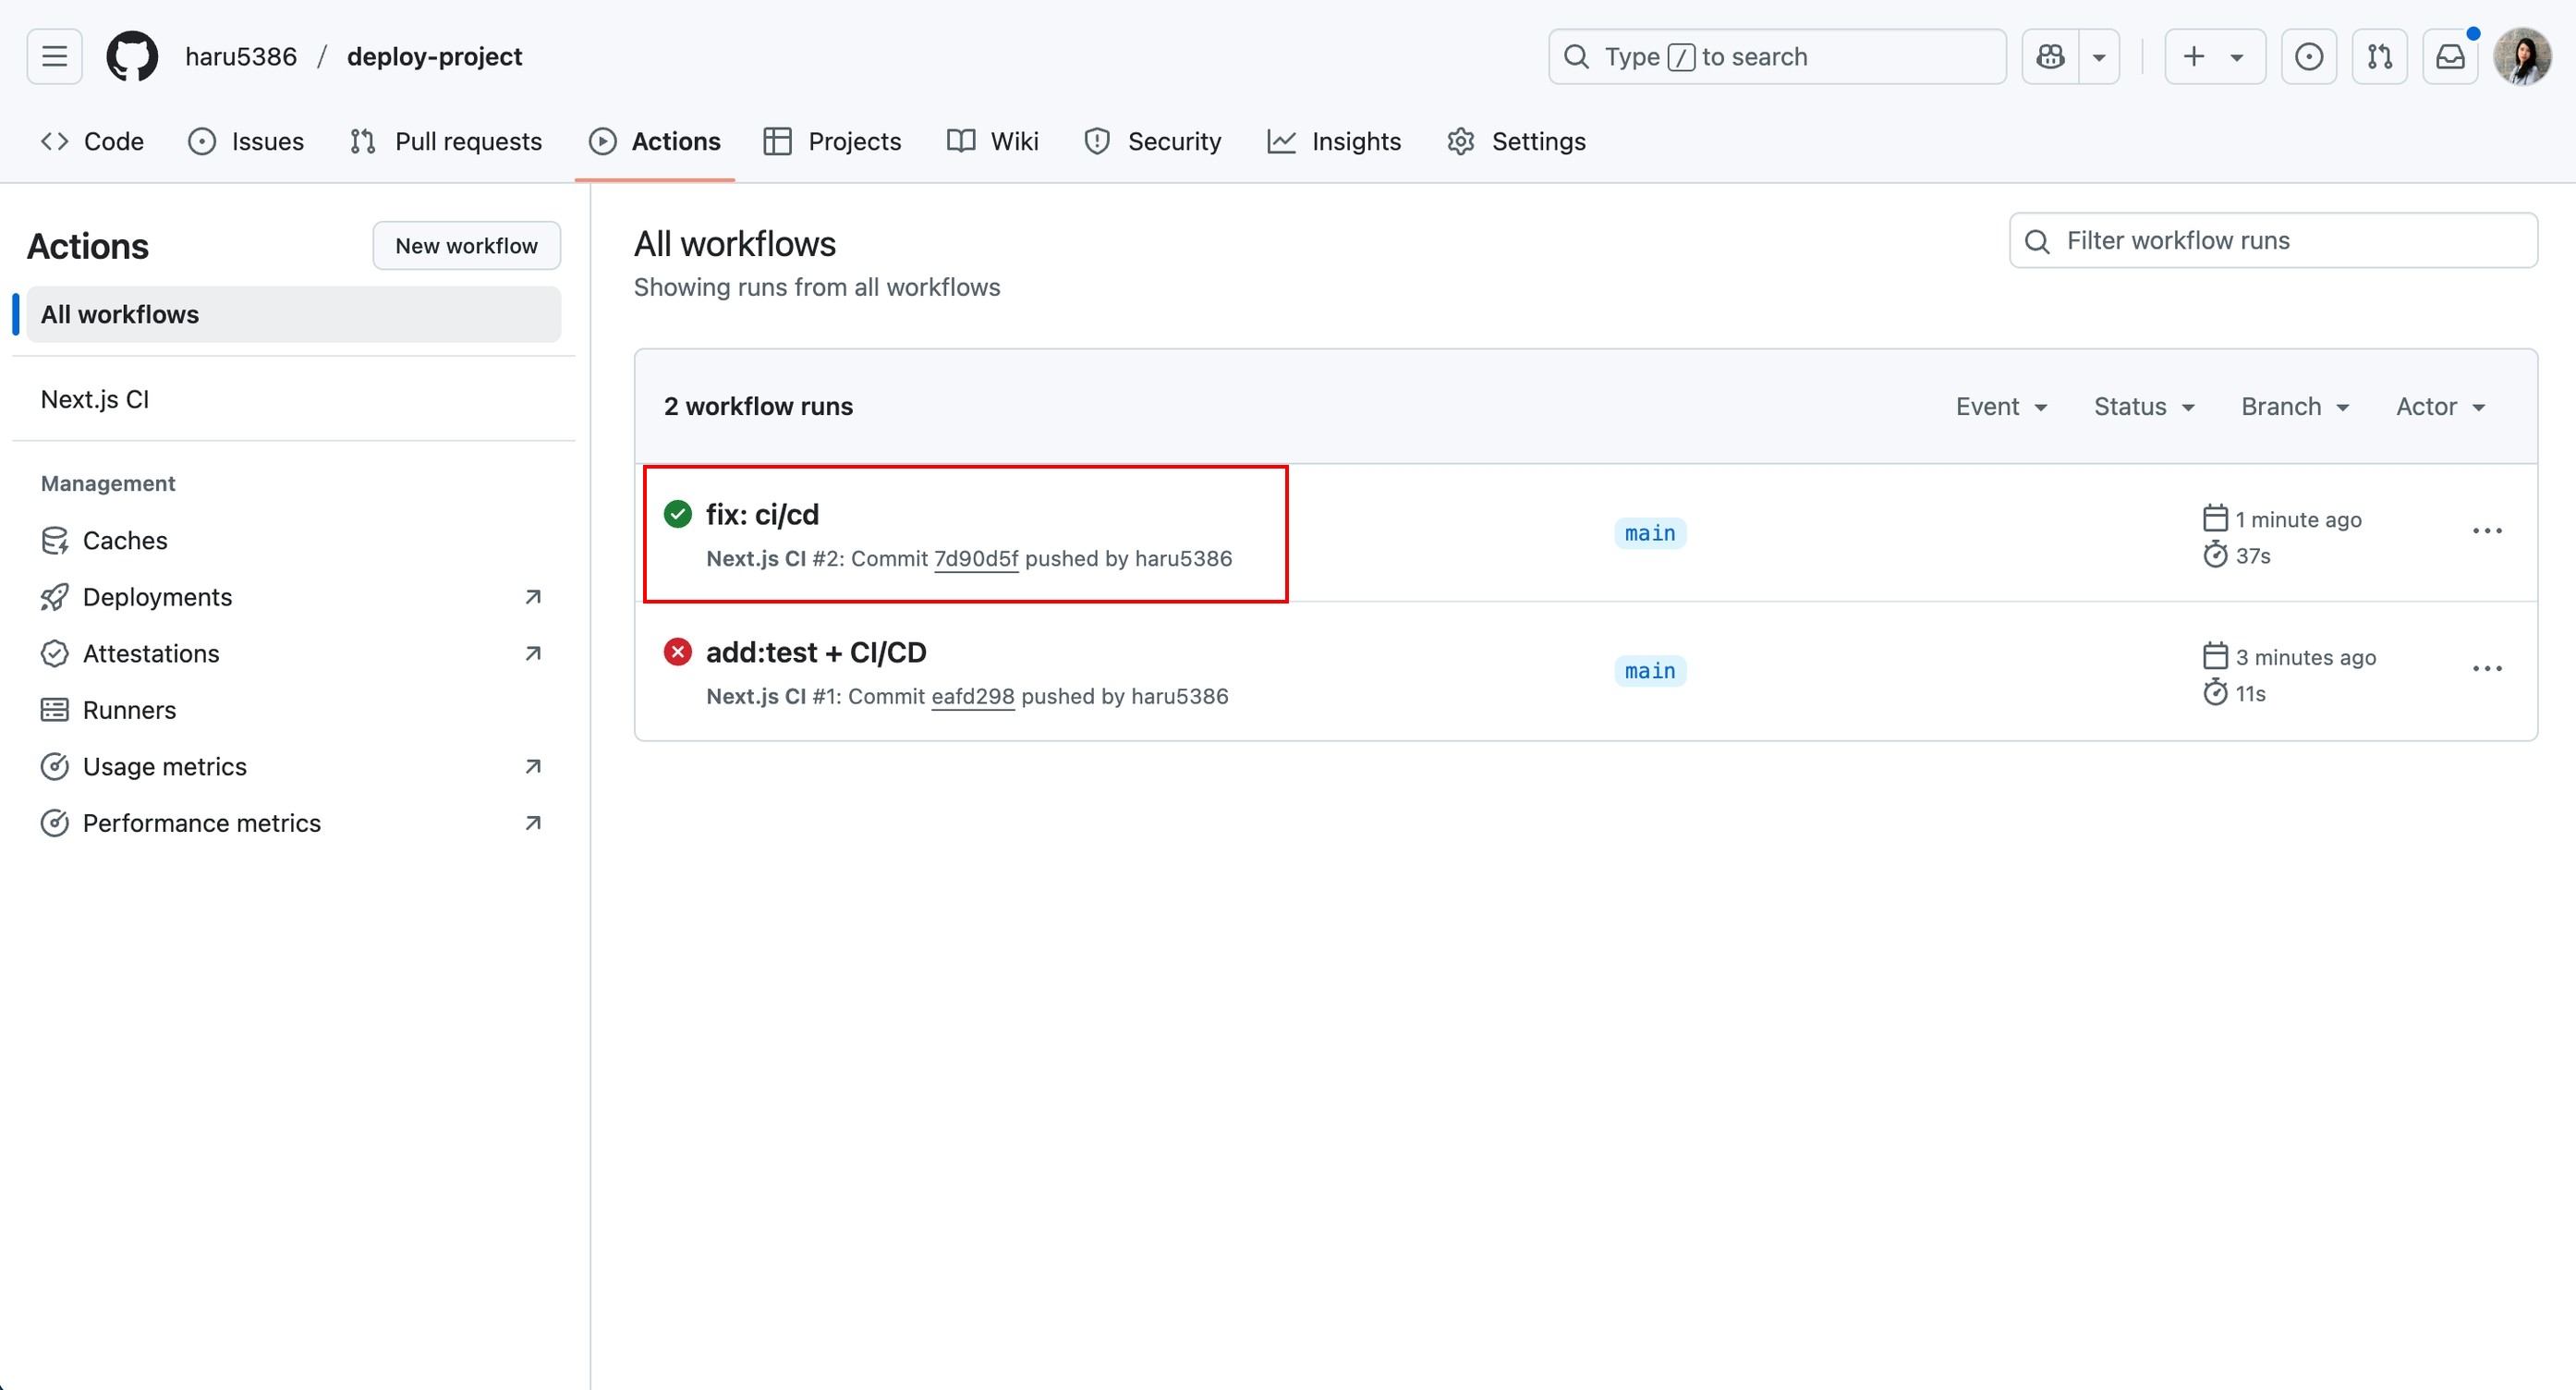 haru5386 / deploy-project
Type / to search
Code Issues Pull requests Actions Projects Wiki Security Insights Settings
Actions
New workflow
All workflows
Next.js CI
Management
Caches
Deployments
Attestations
Runners
Usage metrics
Performance metrics
All workflows
Showing runs from all workflows
Filter workflow runs
2 workflow runs
Event Status Branch Actor
fix: ci/cd
Next.js CI #2: Commit 7d90d5f pushed by haru5386
main
1 minute ago
37s
add:test + CI/CD
Next.js CI #1: Commit eafd298 pushed by haru5386
main
3 minutes ago
11s